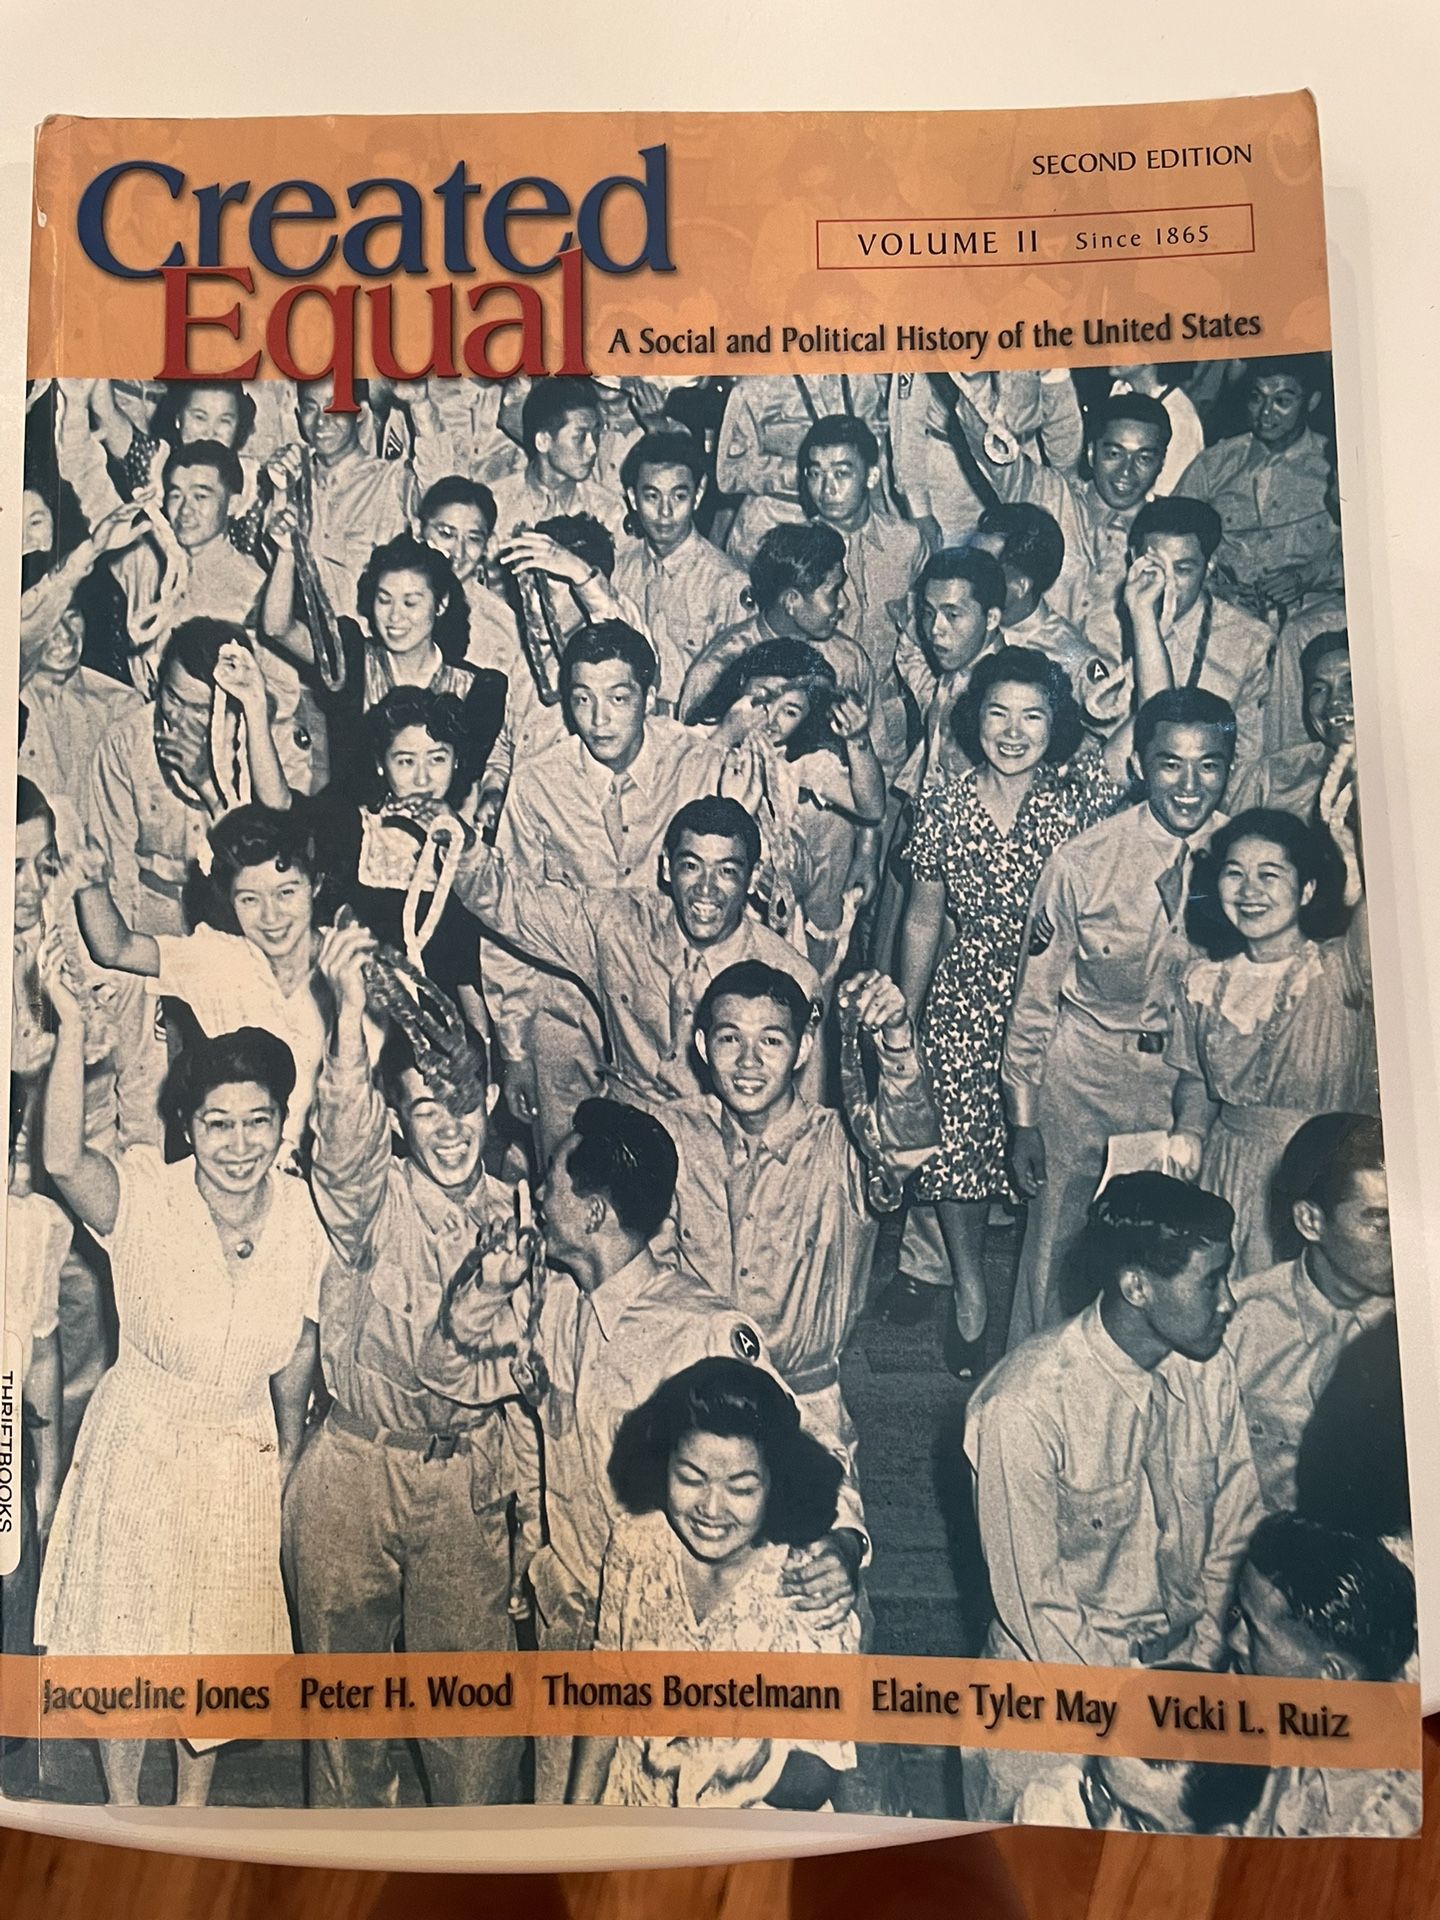 Created
Equal
SECOND EDITION
VOLUME II Since 1865
A Social and Political History of the United States
A
A
A
THRIFTBOOKS
Jacqueline Jones Peter H. Wood Thomas Borstelmann Elaine Tyler May Vicki L. Ruiz